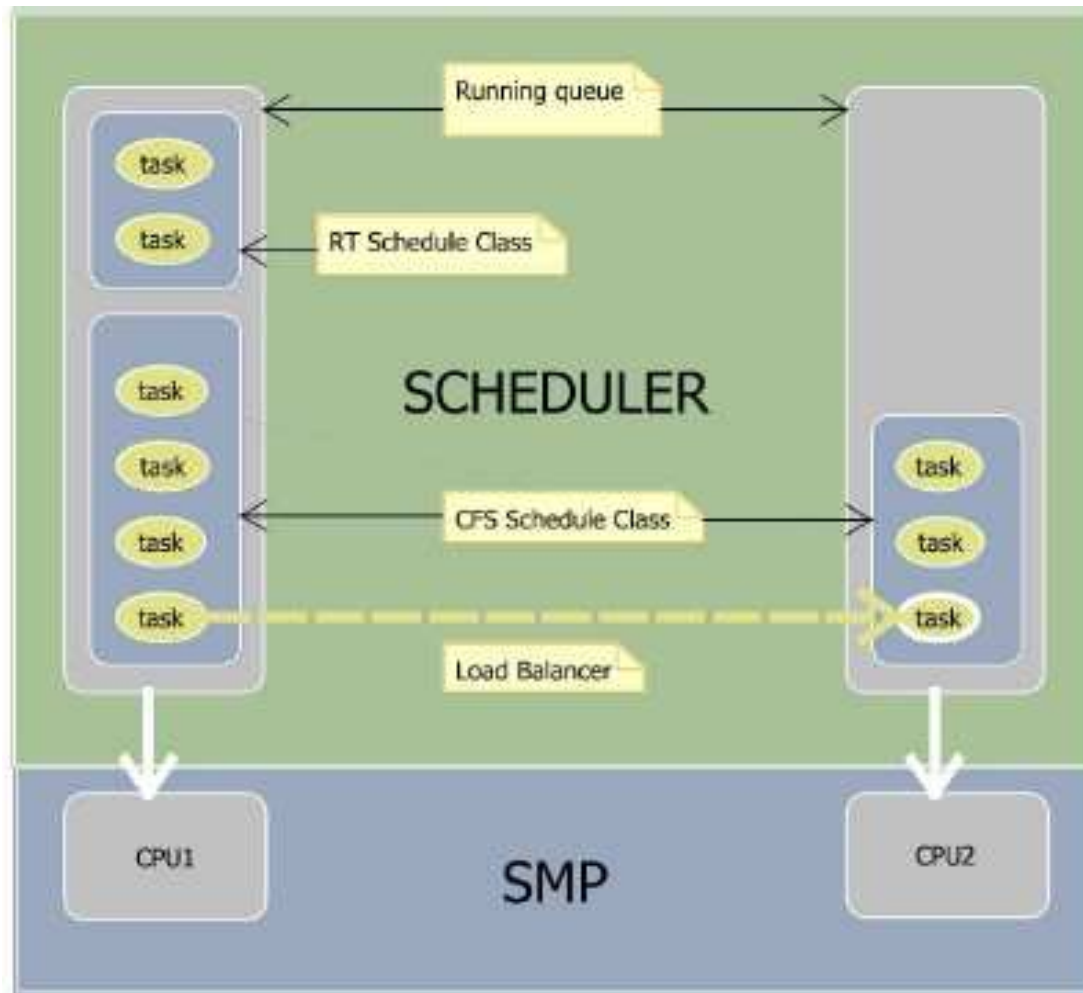 Running queue
task
task
RT Schedule Class
SCHEDULER
task
task
task
task
CFS Schedule Class
task
task
task
Load Balancer
CPU1
SMP
CPU2